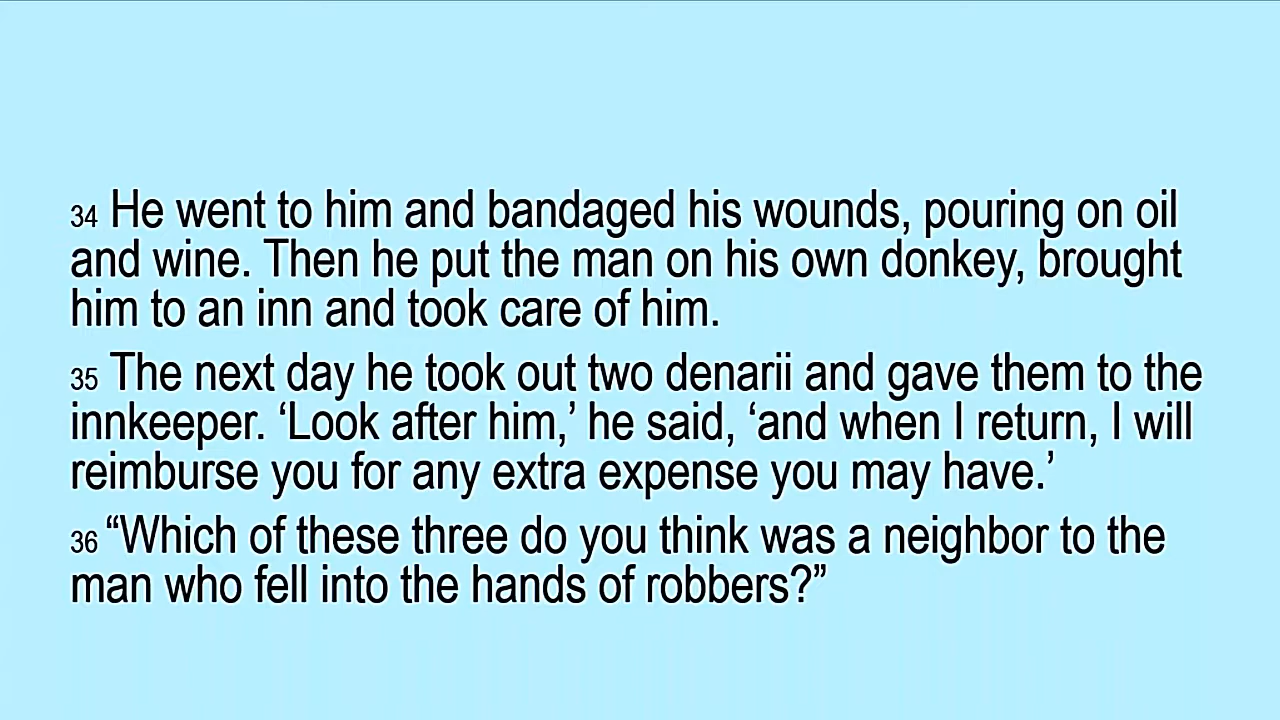 34 He went to him and bandaged his wounds, pouring on oil
and wine. Then he put the man on his own donkey, brought
him to an inn and took care of him.
35 The next day he took out two denarii and gave them to the
innkeeper. ‘Look after him,’ he said, ‘and when I return, I will
reimburse you for any extra expense you may have.’
36 “Which of these three do you think was a neighbor to the
man who fell into the hands of robbers?”